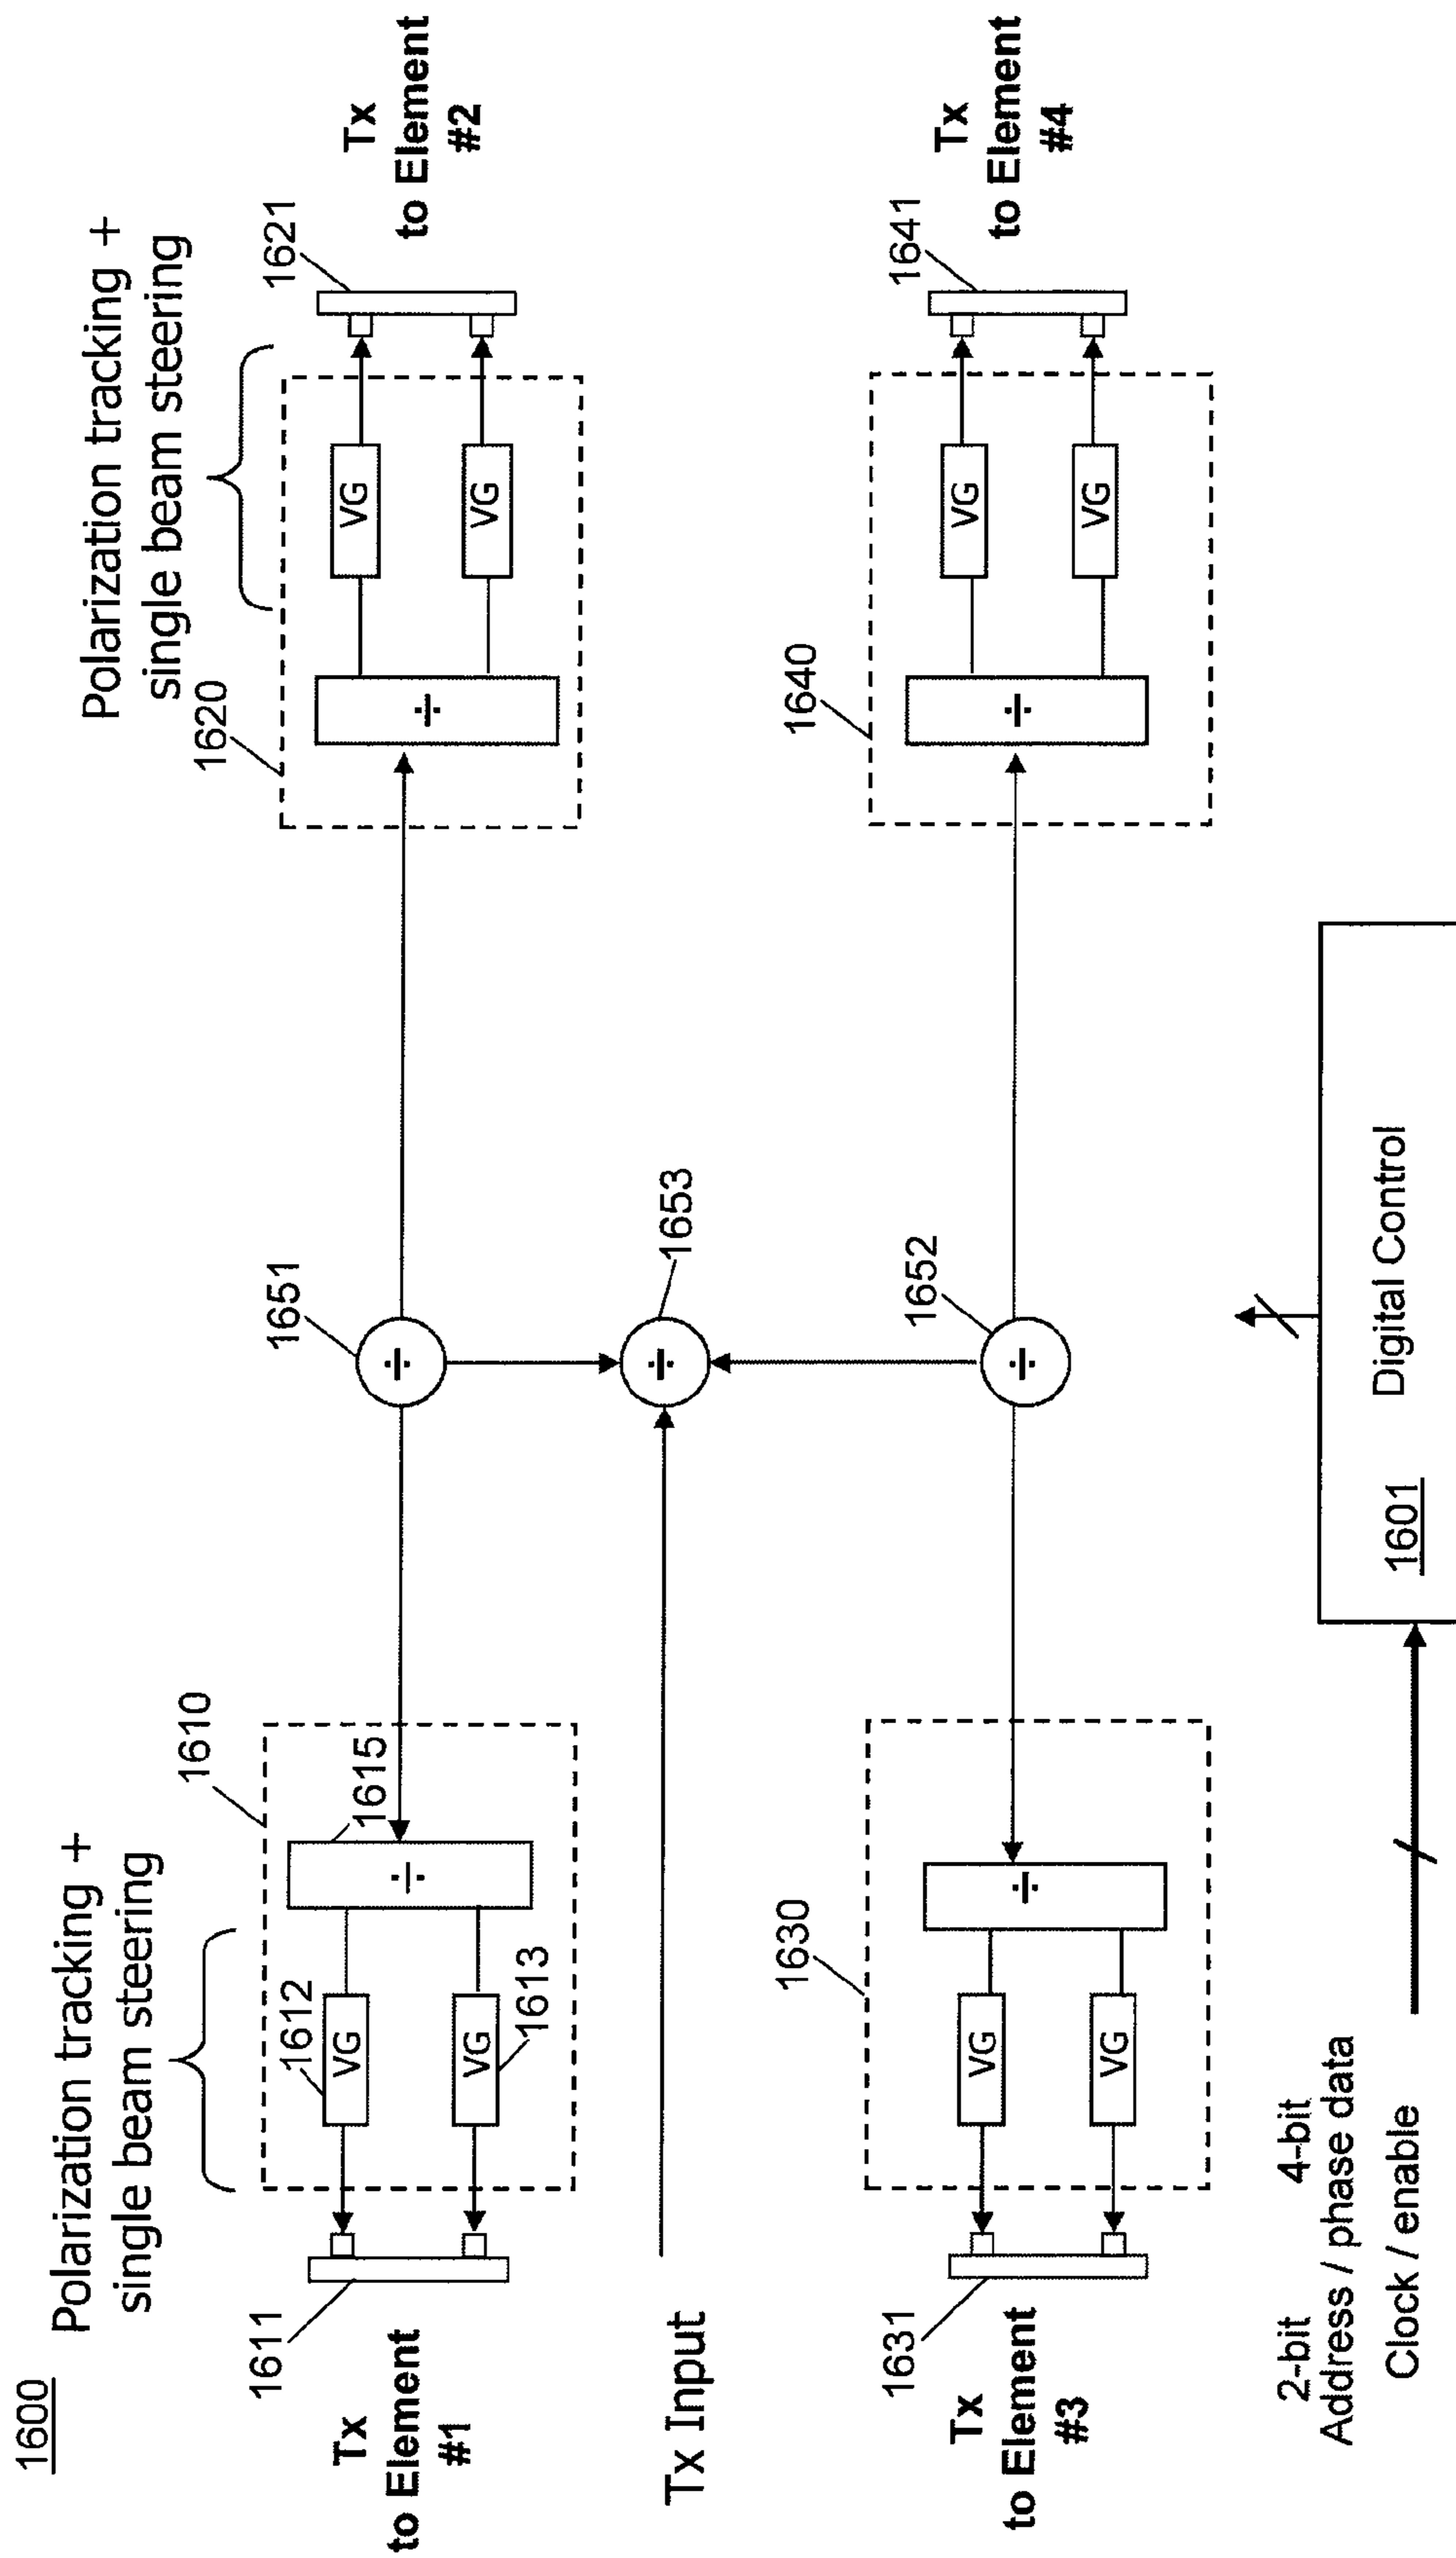 1600
Polarization tracking +
single beam steering
1610
Polarization tracking +
single beam steering
1620
Tx
to Element
#1
1611
1612
VG
VG
1613
1615
÷
1651
÷
÷
VG
VG
1621
Tx
to Element
#2
Tx Input
÷
1653
Tx
to Element
#3
1631
1630
VG
VG
÷
1652
÷
1640
÷
VG
VG
1641
Tx
to Element
#4
2-bit 4-bit
Address / phase data
Clock / enable
1601
Digital Control